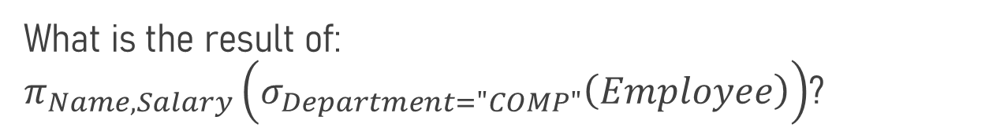 What is the result of:
π_{Name,Salary} (σ_{Department="COMP"}(Employee))?